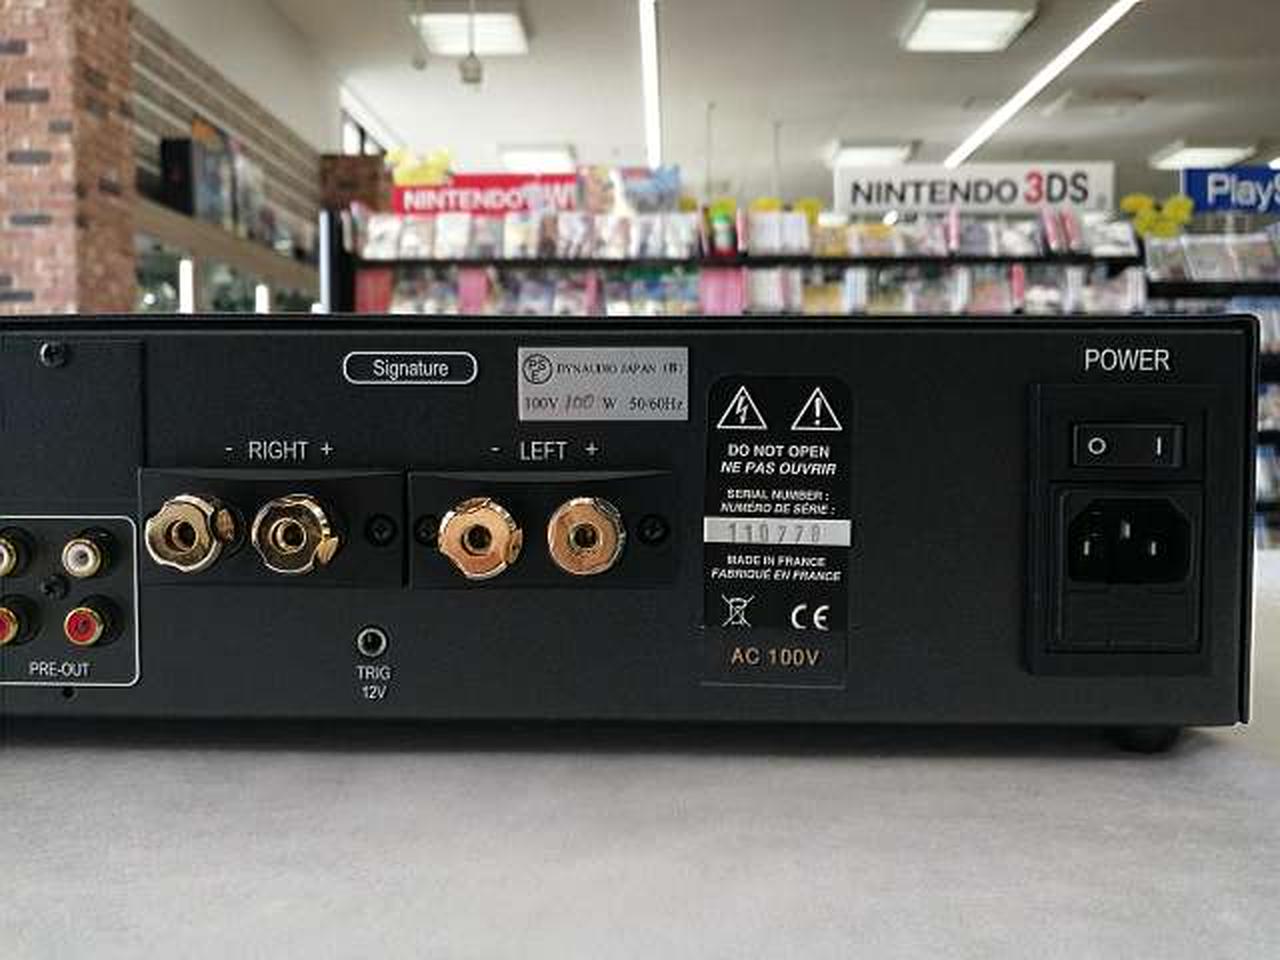 NINTENDO
NINTENDO 3DS
Play
POWER
Signature
PSE DYNAUDIO JAPAN (B)
100V 100 W 50/60Hz
- RIGHT +
- LEFT +
O I
DO NOT OPEN
NE PAS OUVRIR
SERIAL NUMBER :
NUMÉRO DE SÉRIE :
110770
MADE IN FRANCE
FABRIQUÉ EN FRANCE
CE
AC 100V
PRE-OUT
TRIG
12V